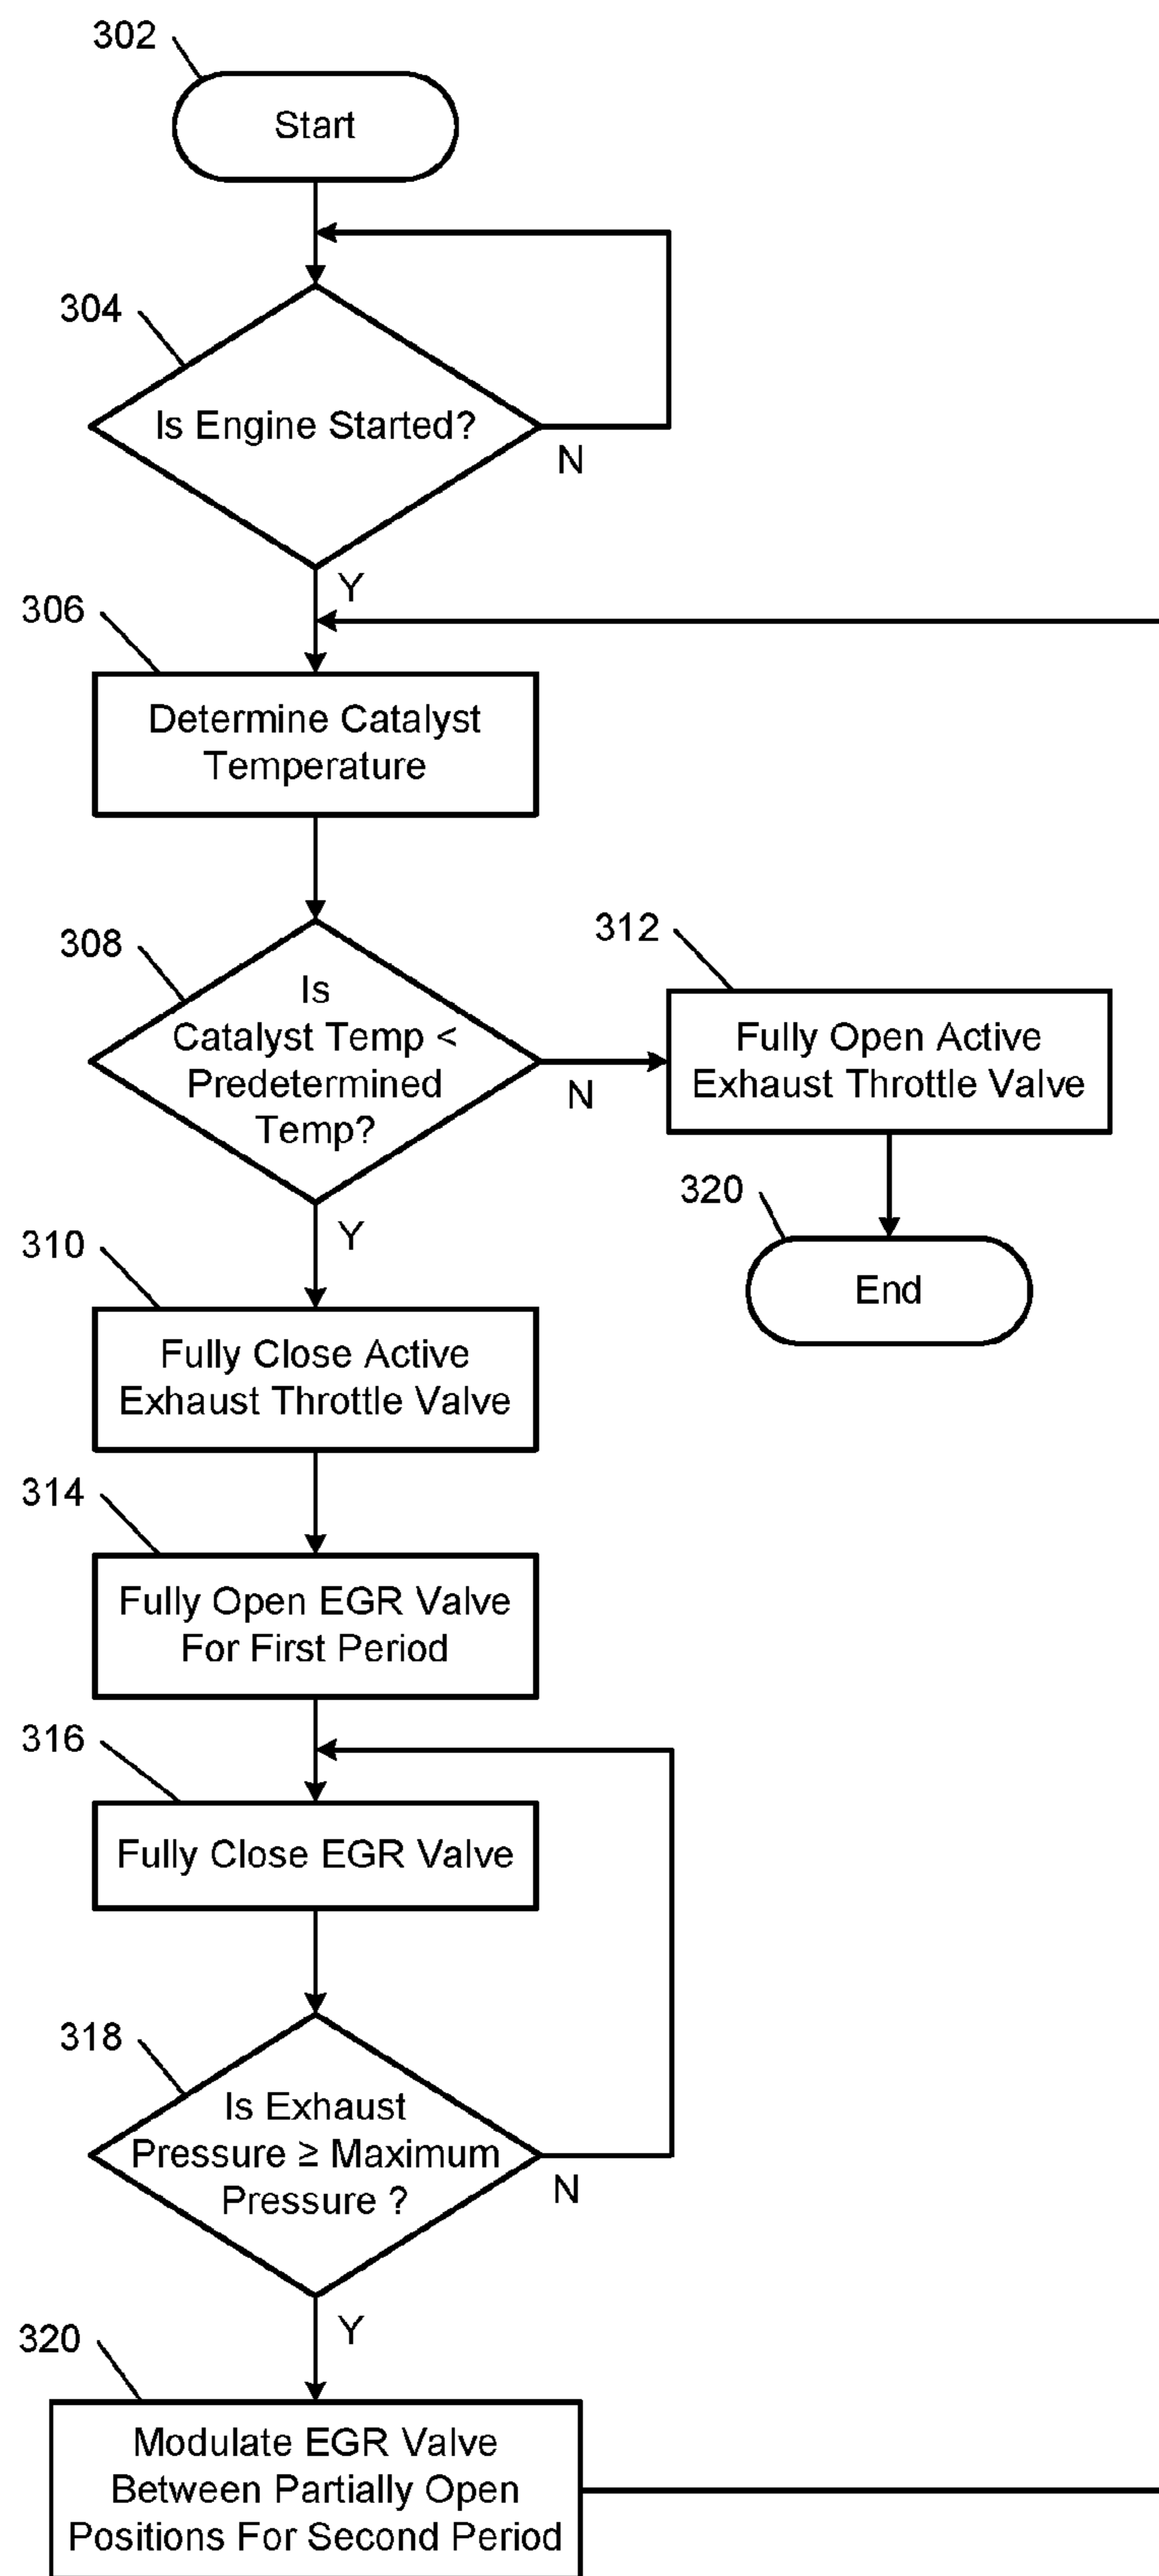 302
Start
304
Is Engine Started?
N
Y
306
Determine Catalyst
Temperature
308
Is
Catalyst Temp <
Predetermined
Temp?
N
Y
312
Fully Open Active
Exhaust Throttle Valve
320
End
310
Fully Close Active
Exhaust Throttle Valve
314
Fully Open EGR Valve
For First Period
316
Fully Close EGR Valve
318
Is Exhaust
Pressure ≥ Maximum
Pressure ?
N
Y
320
Modulate EGR Valve
Between Partially Open
Positions For Second Period